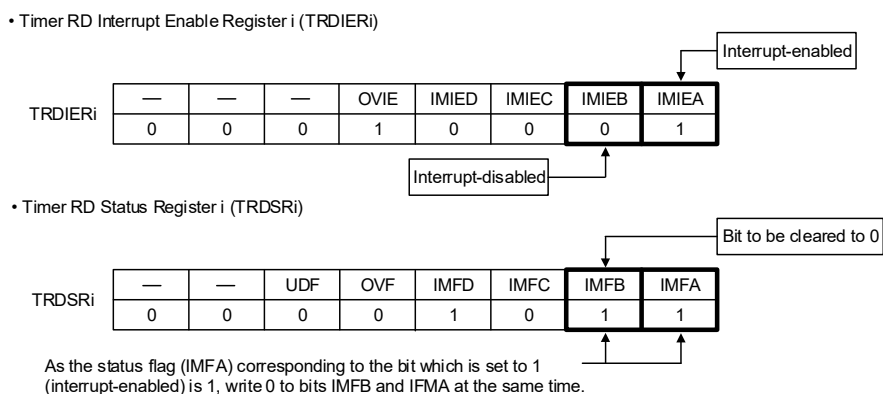 • Timer RD Interrupt Enable Register i (TRDIERi)
Interrupt-enabled
TRDIERi
— — — OVIE IMIED IMIEC IMIEB IMIEA
0 0 0 1 0 0 0 1
Interrupt-disabled
• Timer RD Status Register i (TRDSRi)
Bit to be cleared to 0
TRDSRi
— — UDF OVF IMFD IMFC IMFB IMFA
0 0 0 0 1 0 1 1
As the status flag (IMFA) corresponding to the bit which is set to 1
(interrupt-enabled) is 1, write 0 to bits IMFB and IFMA at the same time.